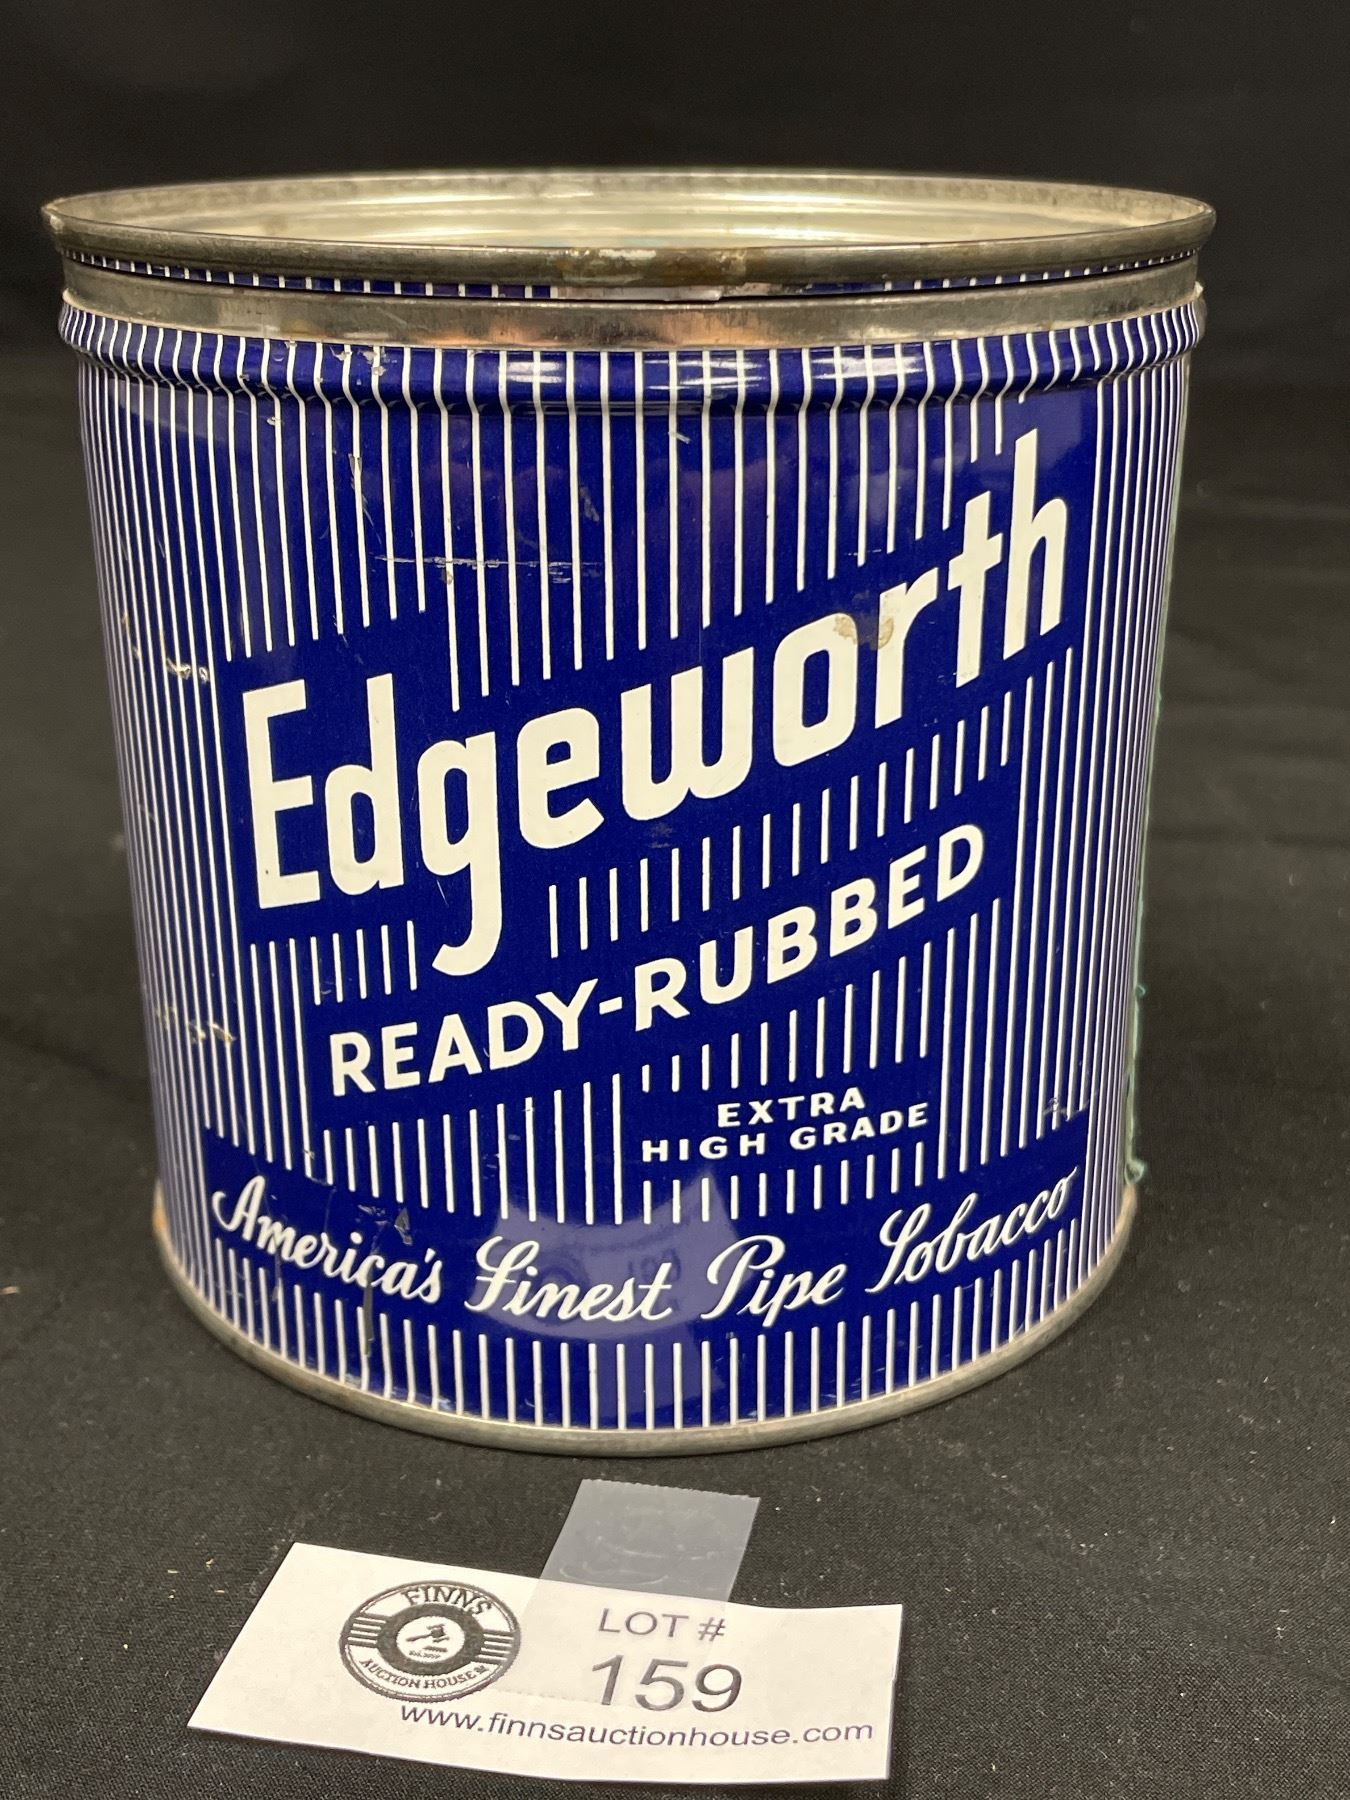 Edgeworth
READY-RUBBED
EXTRA
HIGH GRADE
America's Finest Pipe Tobacco
FINNS
AUCTION HOUSE
LOT #
159
www.finnsauctionhouse.com